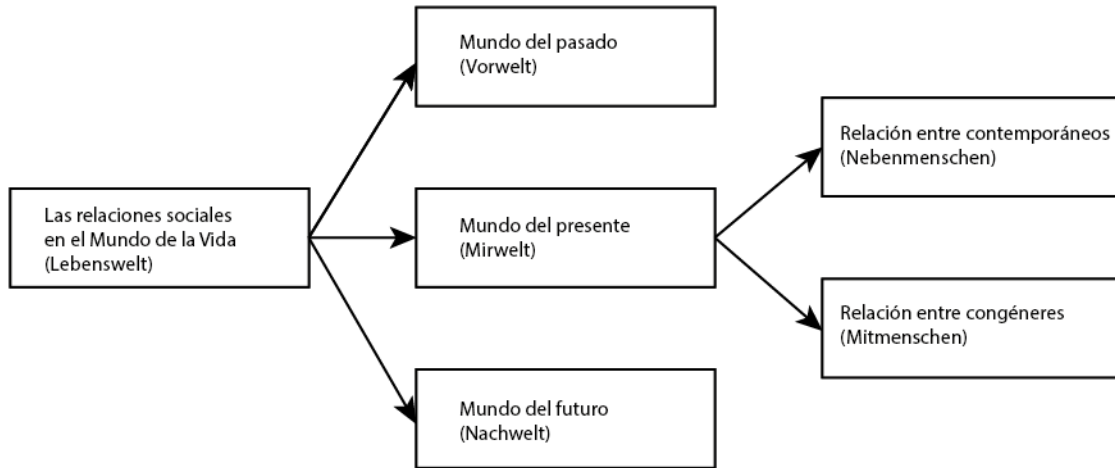 Las relaciones sociales
en el Mundo de la Vida
(Lebenswelt)
Mundo del pasado
(Vorwelt)
Mundo del presente
(Mirwelt)
Mundo del futuro
(Nachwelt)
Relación entre contemporáneos
(Nebenmenschen)
Relación entre congéneres
(Mitmenschen)